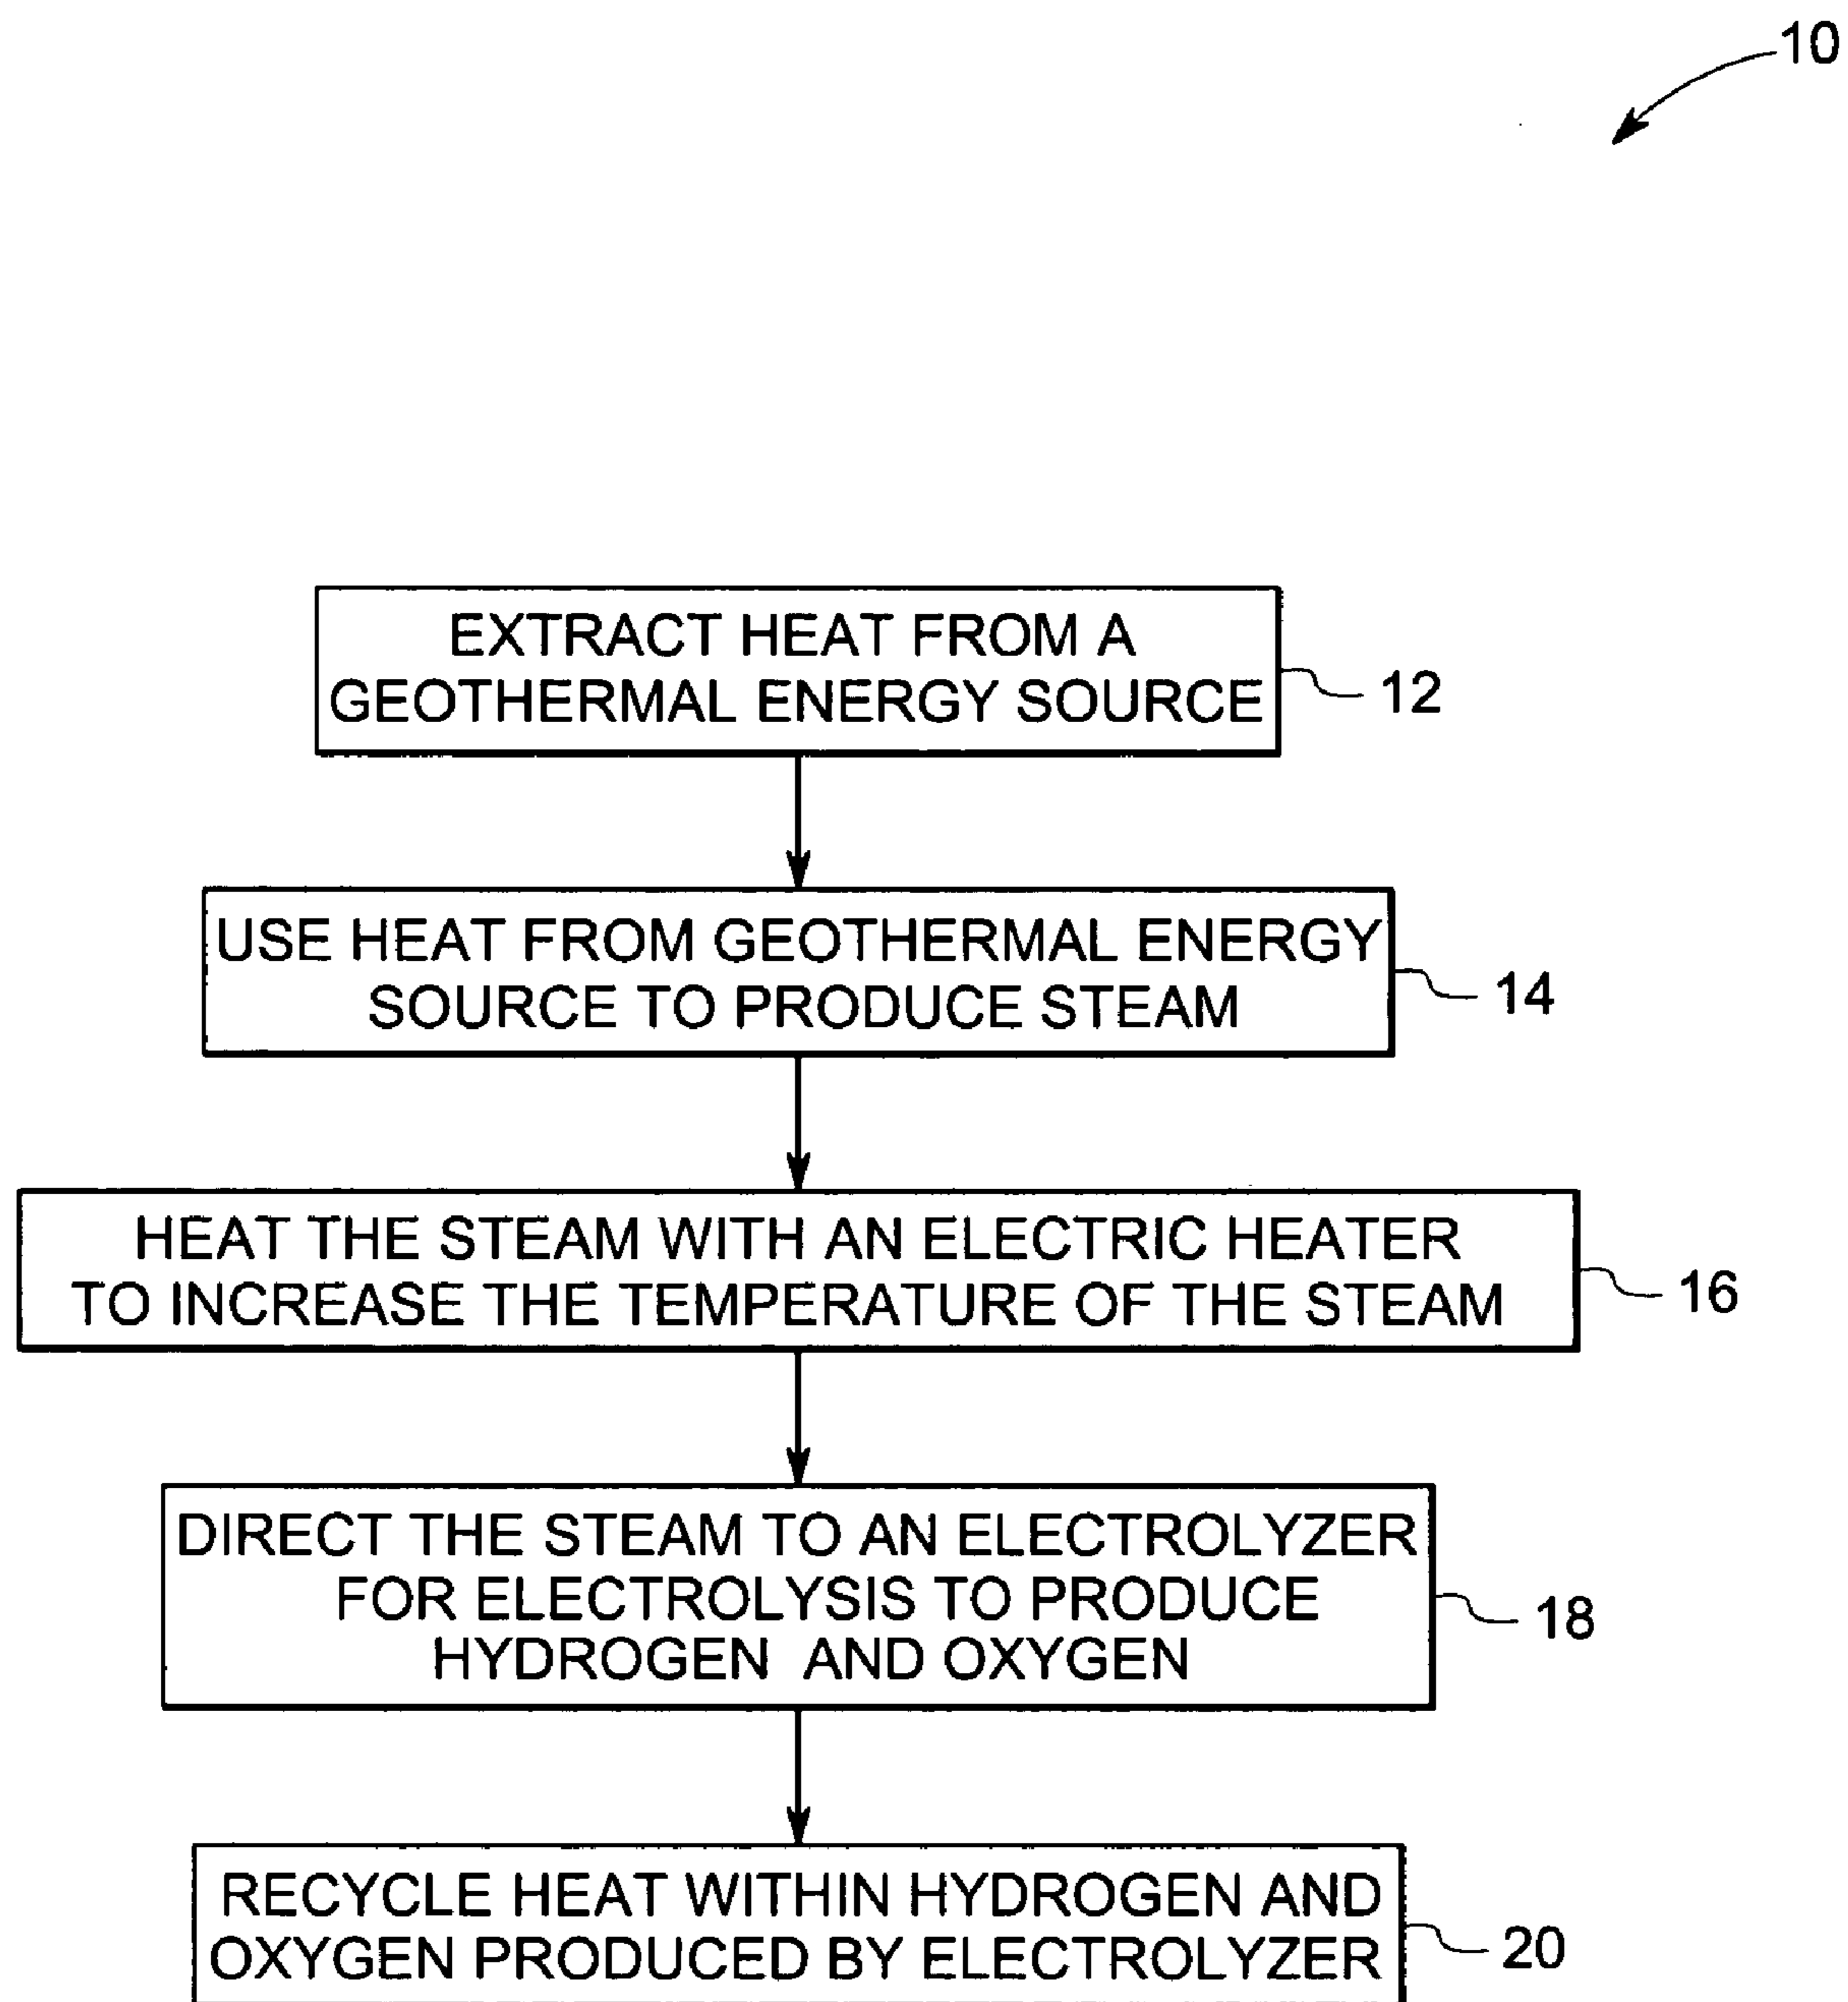 10
EXTRACT HEAT FROM A
GEOTHERMAL ENERGY SOURCE
12
USE HEAT FROM GEOTHERMAL ENERGY
SOURCE TO PRODUCE STEAM
14
HEAT THE STEAM WITH AN ELECTRIC HEATER
TO INCREASE THE TEMPERATURE OF THE STEAM
16
DIRECT THE STEAM TO AN ELECTROLYZER
FOR ELECTROLYSIS TO PRODUCE
HYDROGEN AND OXYGEN
18
RECYCLE HEAT WITHIN HYDROGEN AND
OXYGEN PRODUCED BY ELECTROLYZER
20